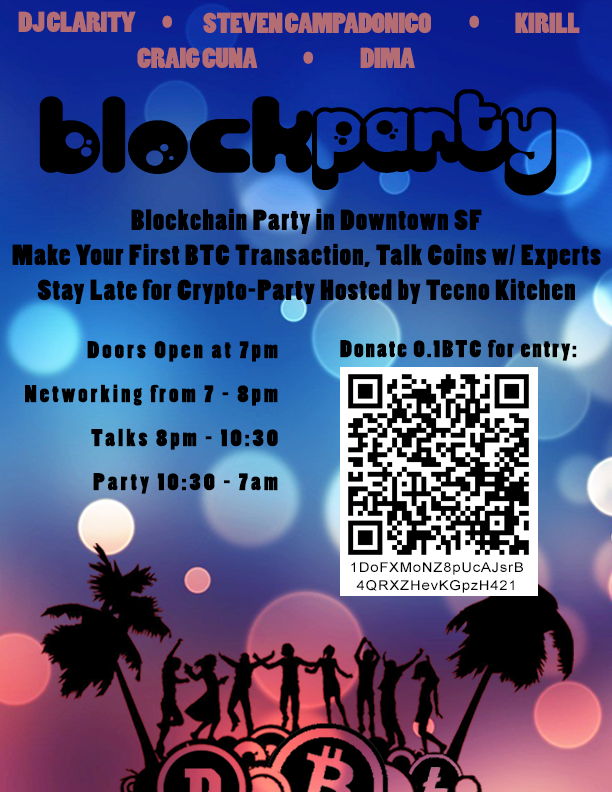 DJ CLARITY • STEVEN CAMPADONICO • KIRILL
CRAIG CUNA • DIMA
blockparty
Blockchain Party in Downtown SF
Make Your First BTC Transaction, Talk Coins w/ Experts
Stay Late for Crypto-Party Hosted by Tecno Kitchen
Doors Open at 7pm
Networking from 7 - 8pm
Talks 8pm - 10:30
Party 10:30 - 7am
Donate 0.1BTC for entry:
1DoFXMoNZ8pUcAJsrB
4QRXZHevKGpzH421